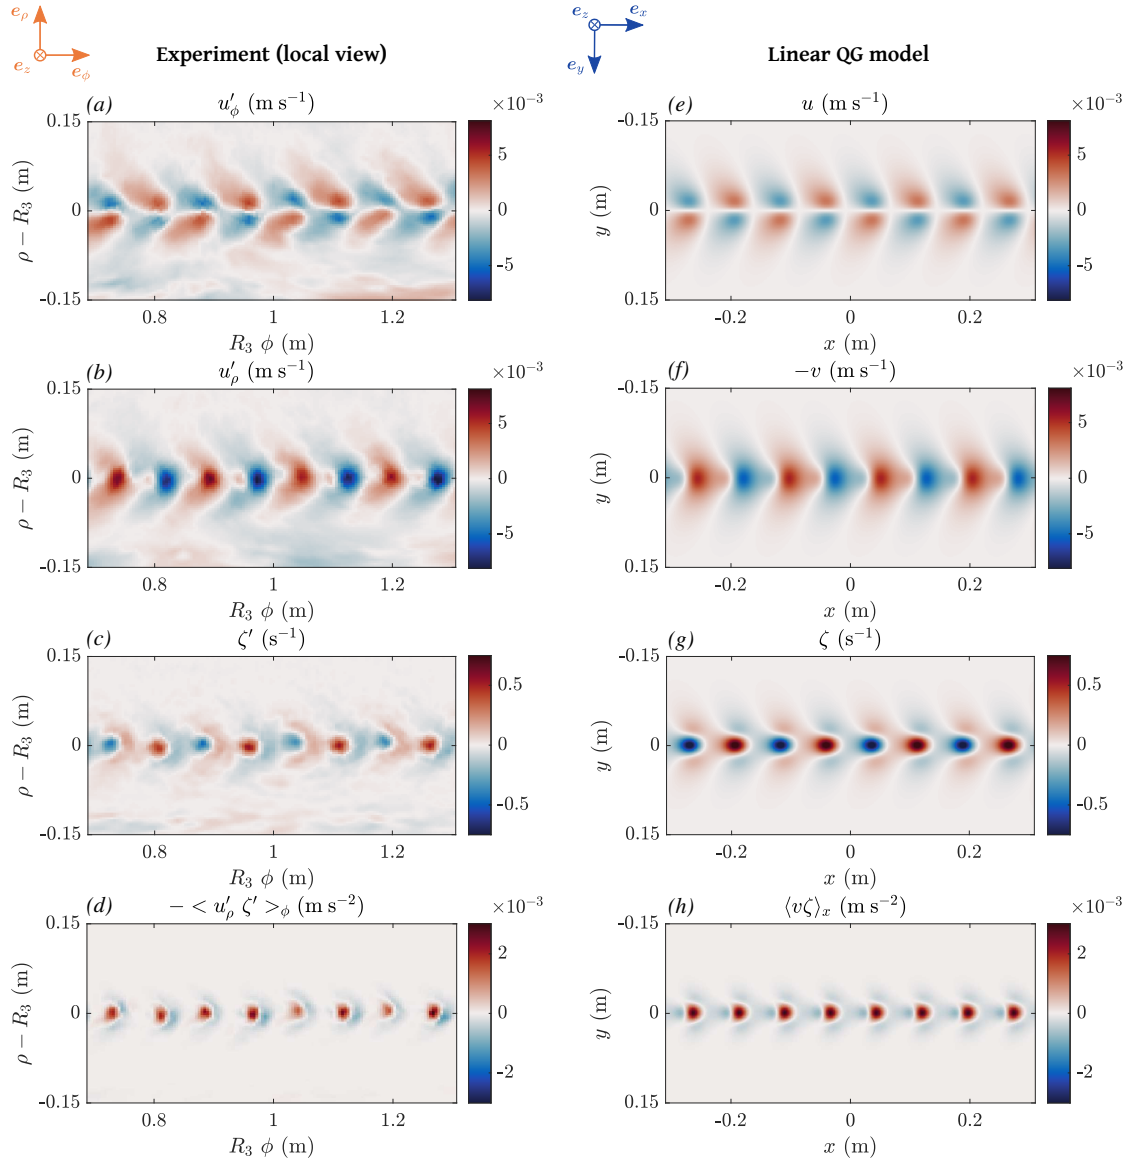 e_ρ
e_z e_ϕ
Experiment (local view)
e_z e_x
e_y
Linear QG model
(a) u′_ϕ (m s⁻¹) ×10⁻³
0.15
0
-0.15
ρ − R₃ (m)
0.8 1 1.2
R₃ ϕ (m)
5
0
-5
(e) u (m s⁻¹) ×10⁻³
-0.15
0
0.15
y (m)
-0.2 0 0.2
x (m)
5
0
-5
(b) u′_ρ (m s⁻¹) ×10⁻³
0.15
0
-0.15
ρ − R₃ (m)
0.8 1 1.2
R₃ ϕ (m)
5
0
-5
(f) −v (m s⁻¹) ×10⁻³
-0.15
0
0.15
y (m)
-0.2 0 0.2
x (m)
5
0
-5
(c) ζ′ (s⁻¹)
0.15
0
-0.15
ρ − R₃ (m)
0.8 1 1.2
R₃ ϕ (m)
0.5
0
-0.5
(g) ζ (s⁻¹)
-0.15
0
0.15
y (m)
-0.2 0 0.2
x (m)
0.5
0
-0.5
(d) − < u′_ρ ζ′ >_ϕ (m s⁻²) ×10⁻³
0.15
0
-0.15
ρ − R₃ (m)
0.8 1 1.2
R₃ ϕ (m)
2
0
-2
(h) ⟨vζ⟩ₓ (m s⁻²) ×10⁻³
-0.15
0
0.15
y (m)
-0.2 0 0.2
x (m)
2
0
-2